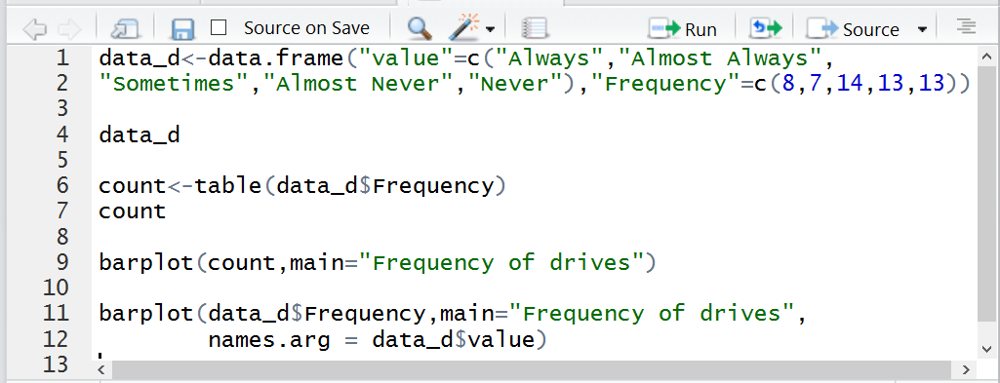 Source on Save Run Source
1 data_d<-data.frame("value"=c("Always","Almost Always",
2 "Sometimes","Almost Never","Never"),"Frequency"=c(8,7,14,13,13))
3
4 data_d
5
6 count<-table(data_d$Frequency)
7 count
8
9 barplot(count,main="Frequency of drives")
10
11 barplot(data_d$Frequency,main="Frequency of drives",
12 names.arg = data_d$value)
13